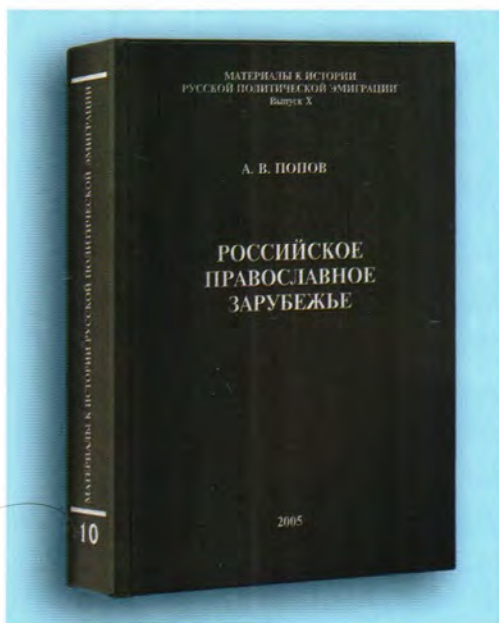 МАТЕРИАЛЫ К ИСТОРИИ
РУССКОЙ ПОЛИТИЧЕСКОЙ ЭМИГРАЦИИ
Выпуск X
А. В. ПОПОВ
РОССИЙСКОЕ
ПРАВОСЛАВНОЕ
ЗАРУБЕЖЬЕ
2005
МАТЕРИАЛЫ К ИСТОРИИ РУССКОЙ ПОЛИТИЧЕСКОЙ ЭМИГРАЦИИ
10